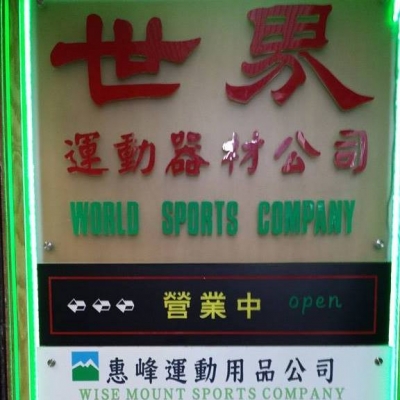 世界
運動器材公司
WORLD SPORTS COMPANY
營業中 open
惠峰運動用品公司
WISE MOUNT SPORTS COMPANY